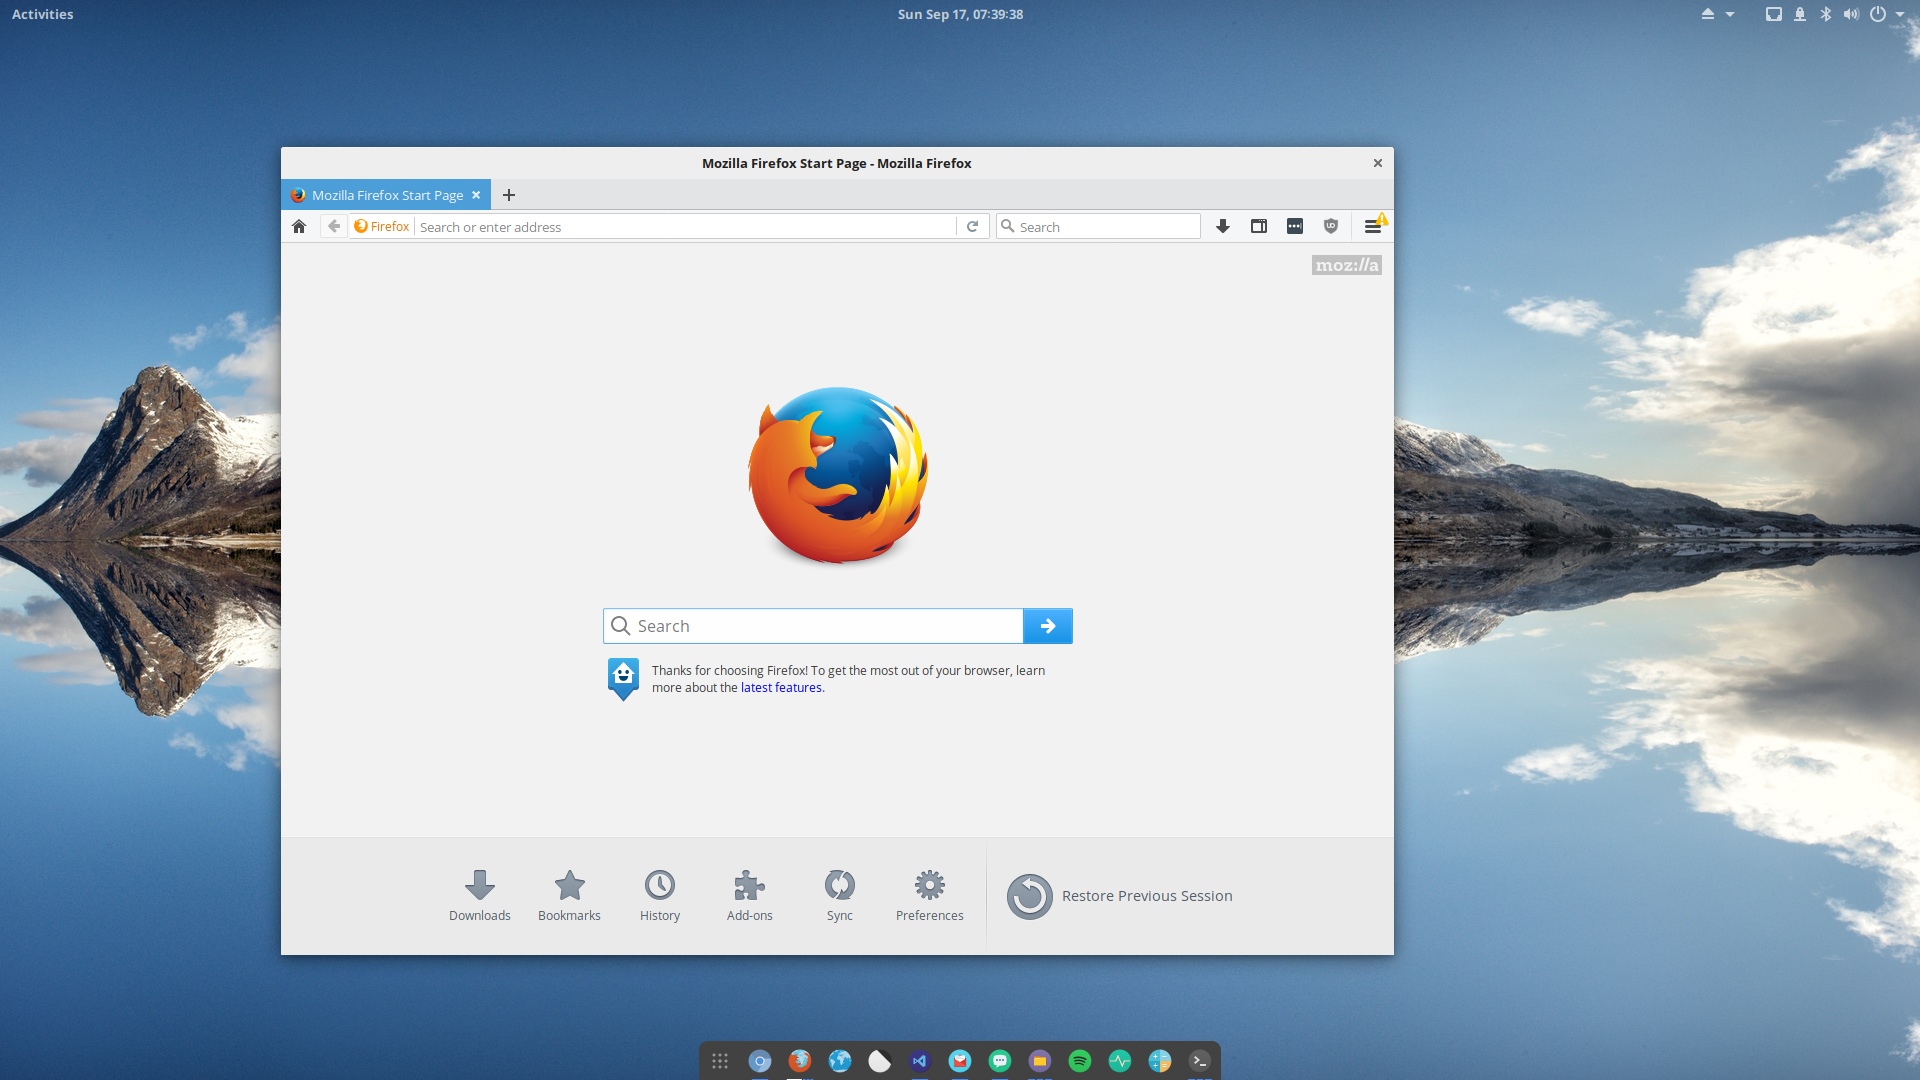 Activities
Sun Sep 17, 07:39:38
Mozilla Firefox Start Page - Mozilla Firefox
Mozilla Firefox Start Page
Firefox
Search or enter address
Search
moz://a
Search
Thanks for choosing Firefox! To get the most out of your browser, learn
more about the latest features.
Downloads
Bookmarks
History
Add-ons
Sync
Preferences
Restore Previous Session